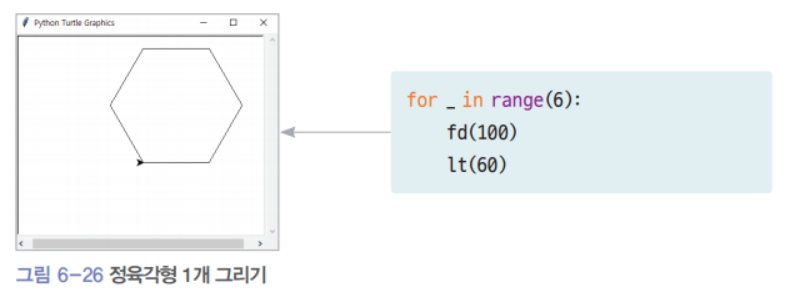 Python Turtle Graphics
for _ in range(6):
fd(100)
lt(60)
그림 6-26 정육각형 1개 그리기